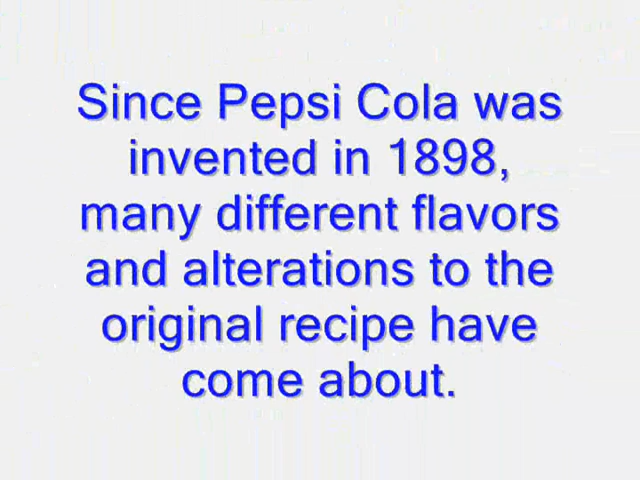 Since Pepsi Cola was
invented in 1898,
many different flavors
and alterations to the
original recipe have
come about.